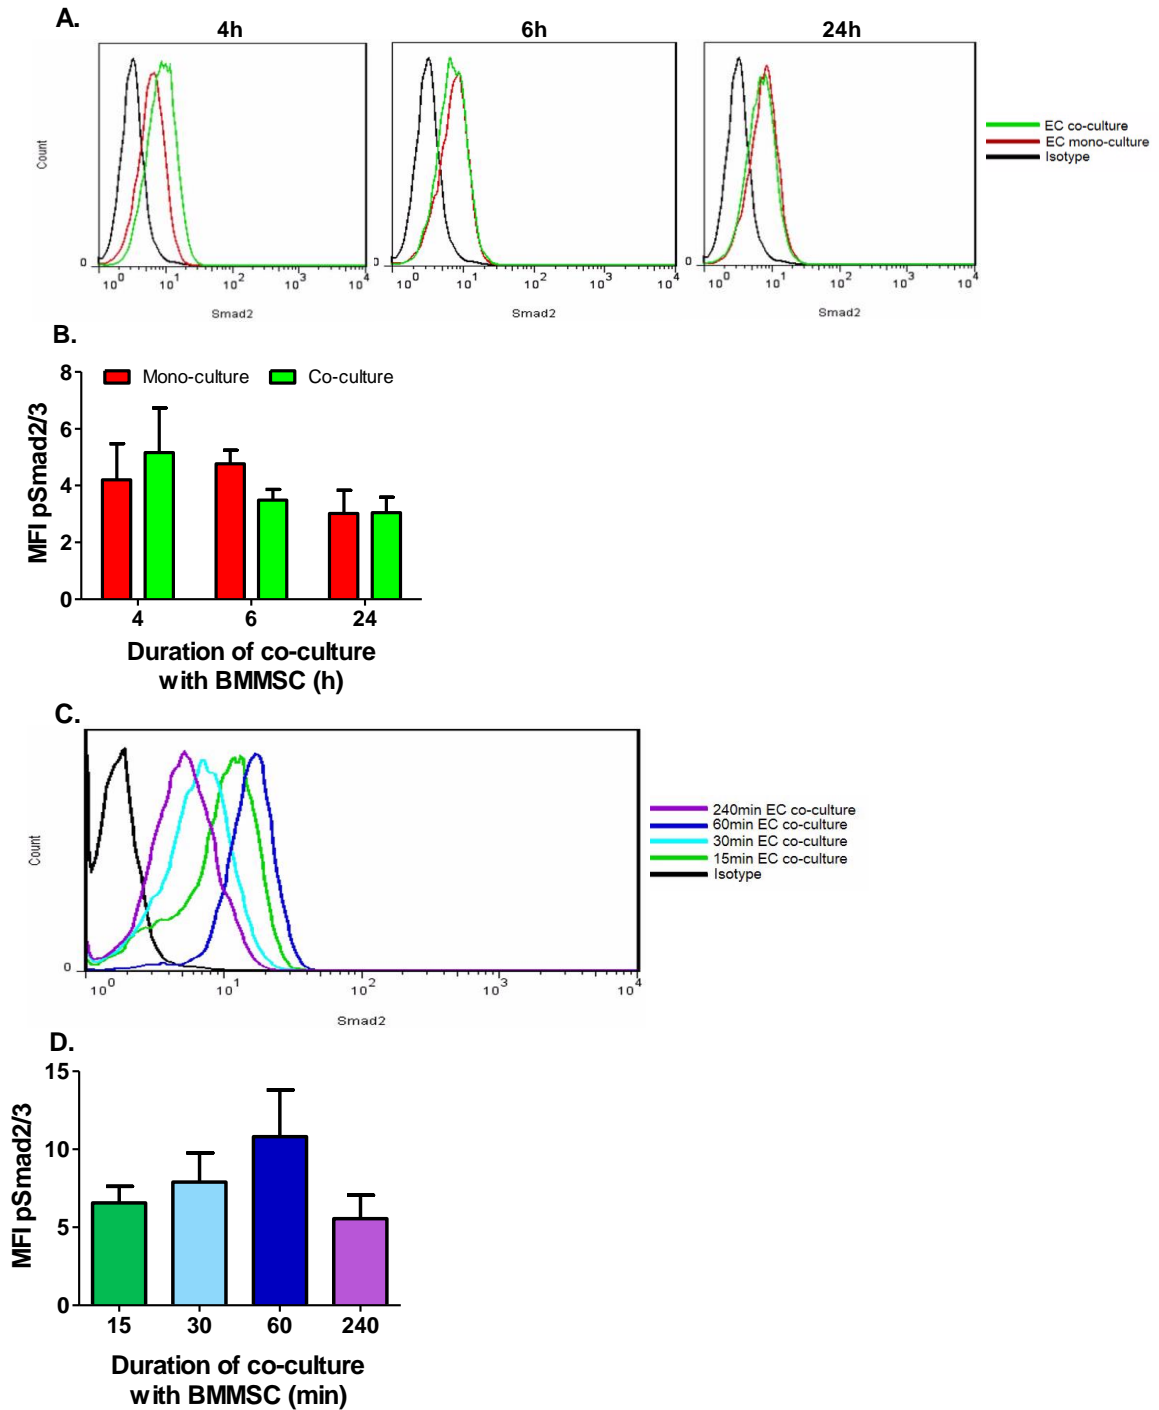 A.
4h
6h
24h
Count
0
10^0 10^1 10^2 10^3 10^4
Smad2
0
10^0 10^1 10^2 10^3 10^4
Smad2
0
10^0 10^1 10^2 10^3 10^4
Smad2
EC co-culture
EC mono-culture
Isotype
B.
Mono-culture
Co-culture
MFI pSmad2/3
8
6
4
2
0
4 6 24
Duration of co-culture
with BMMSC (h)
C.
Count
0
10^0 10^1 10^2 10^3 10^4
Smad2
240min EC co-culture
60min EC co-culture
30min EC co-culture
15min EC co-culture
Isotype
D.
MFI pSmad2/3
15
10
5
0
15 30 60 240
Duration of co-culture
with BMMSC (min)